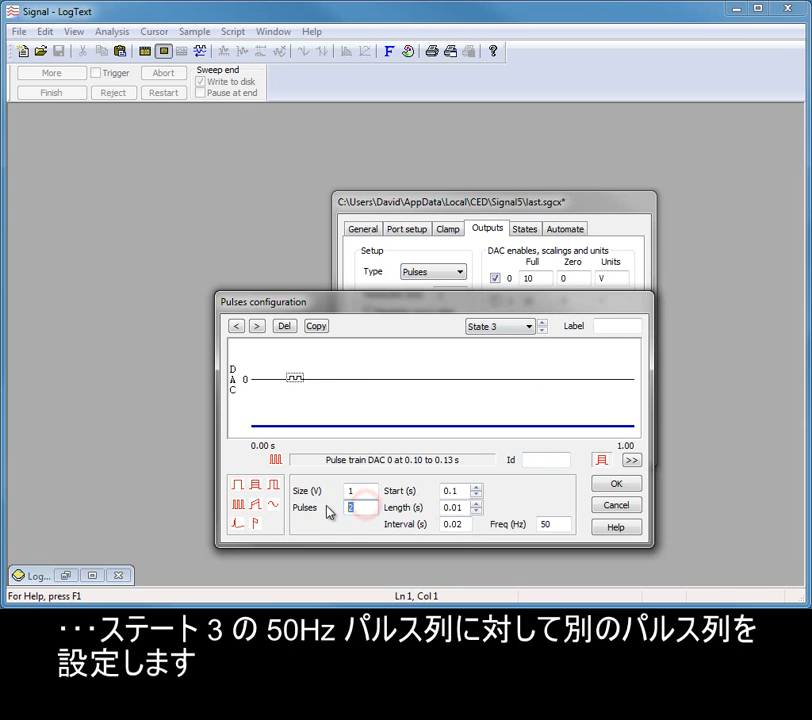 Signal - LogText
File Edit View Analysis Cursor Sample Script Window Help
More Trigger Abort Sweep end
Write to disk
Finish Reject Restart Pause at end
C:\Users\David\AppData\Local\CED\Signal5\last.sgcx*
General Port setup Clamp Outputs States Automate
Setup DAC enables, scalings and units
Full Zero Units
Type Pulses 0 10 0 V
Pulses configuration
< > Del Copy State 3 Label
D
A 0
C
0.00 s 1.00
Pulse train DAC 0 at 0.10 to 0.13 s Id >>
Size (V) 1 Start (s) 0.1 OK
Pulses 2 Length (s) 0.01 Cancel
Interval (s) 0.02 Freq (Hz) 50 Help
Log...
For Help, press F1 Ln 1, Col 1
･･･ステート 3 の 50Hz パルス列に対して別のパルス列を
設定します